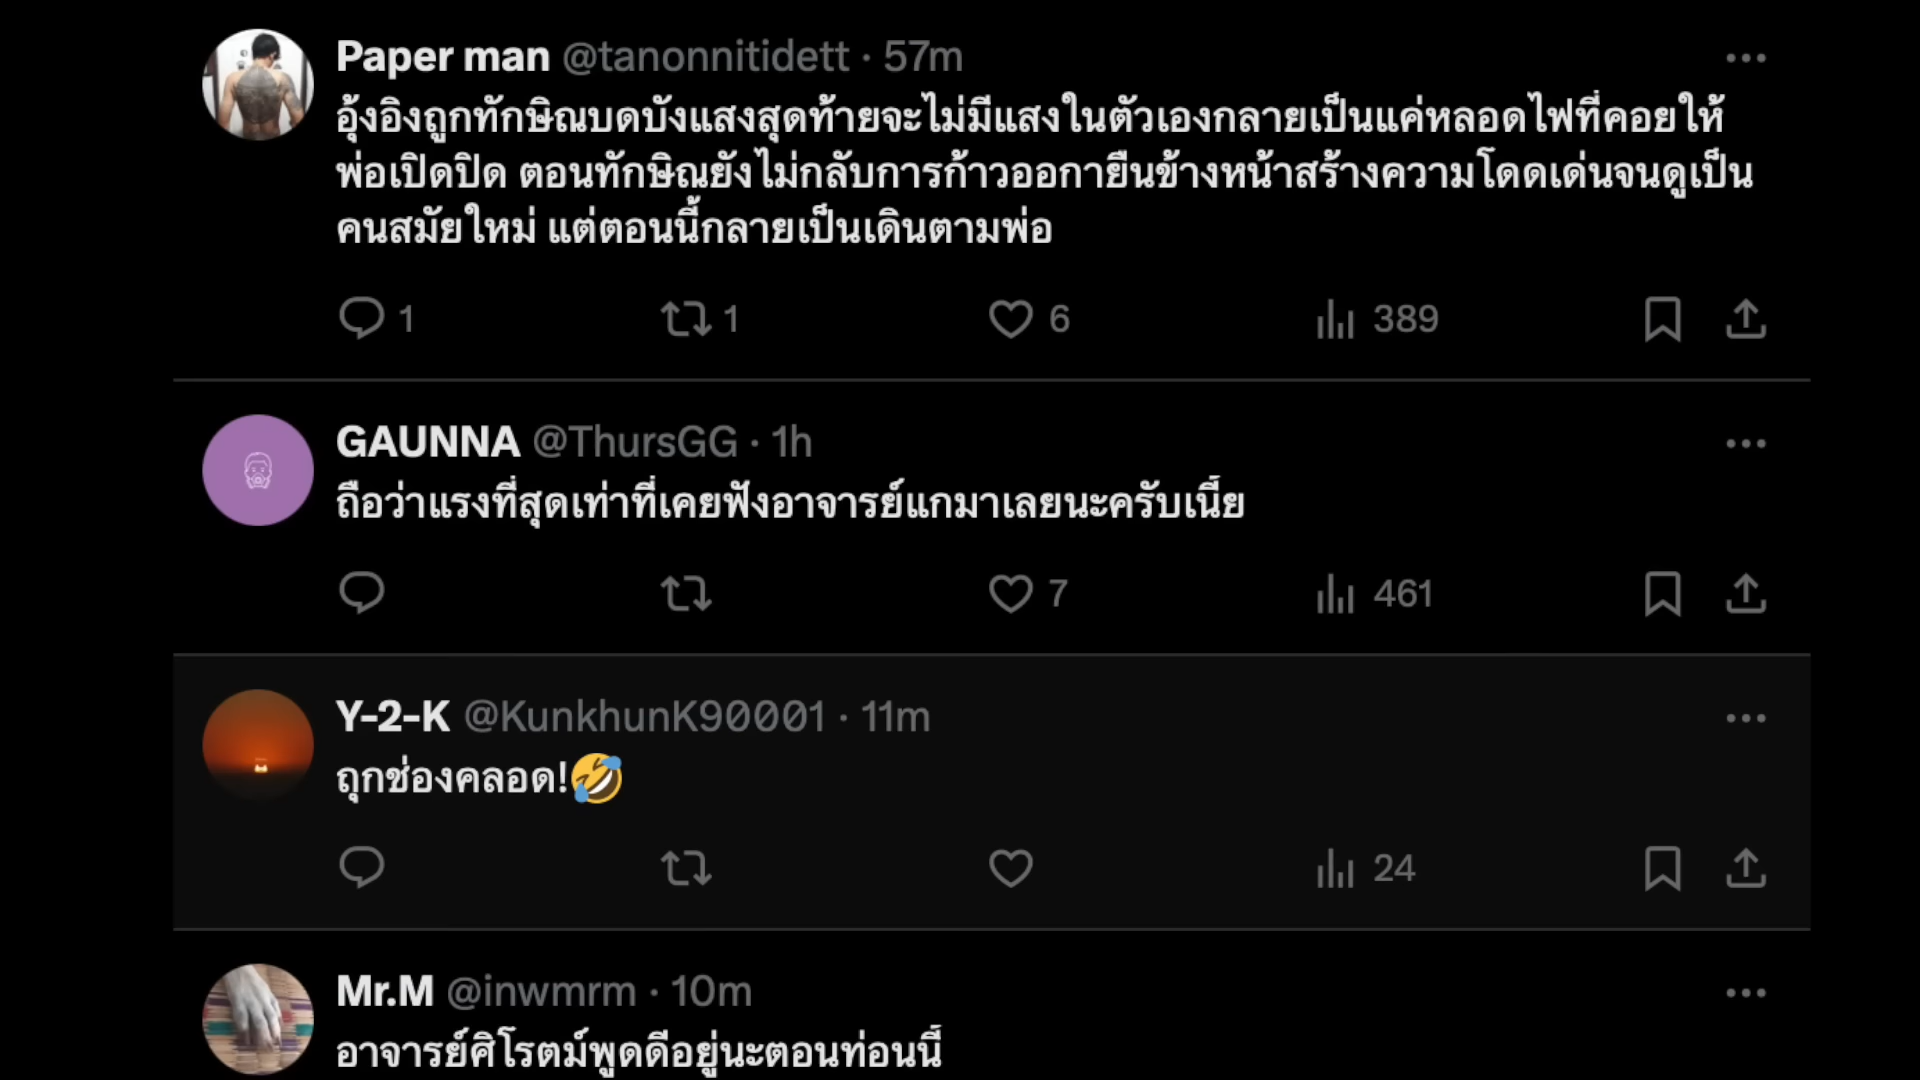 Paper man @tanonnitidett · 57m
อุ้งอิงถูกทักษิณบดบังแสงสุดท้ายจะไม่มีแสงในตัวเองกลายเป็นแค่หลอดไฟที่คอยให้
พ่อเปิดปิด ตอนทักษิณยังไม่กลับการก้าวออกายืนข้างหน้าสร้างความโดดเด่นจนดูเป็น
คนสมัยใหม่ แต่ตอนนี้กลายเป็นเดินตามพ่อ
1 1 6 389
GAUNNA @ThursGG · 1h
ถือว่าแรงที่สุดเท่าที่เคยฟังอาจารย์แกมาเลยนะครับเนี้ย
7 461
Y-2-K @KunkhunK90001 · 11m
ถุกช่องคลอด!🤣
24
Mr.M @inwmrm · 10m
อาจารย์ศิโรตม์พูดดีอยู่นะตอนท่อนนี้